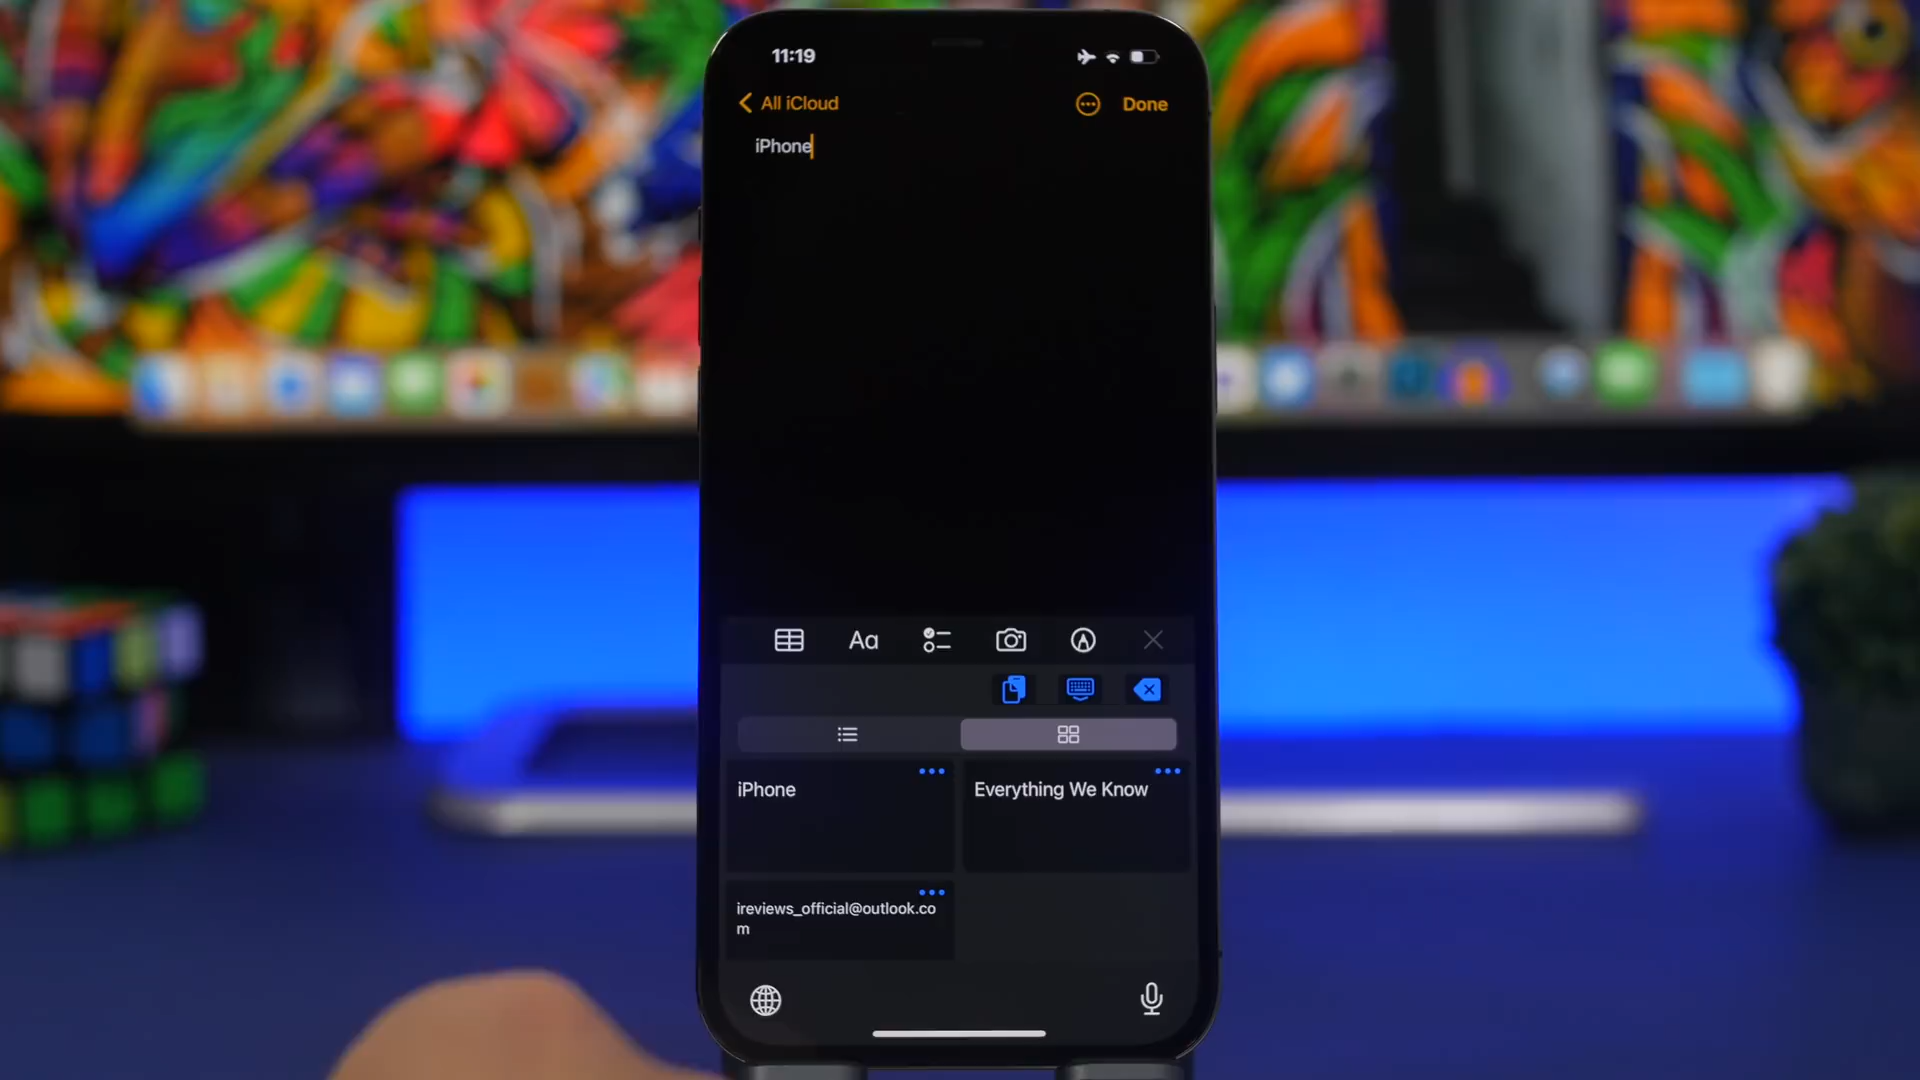 11:19
All iCloud
Done
iPhone
Aa
iPhone
Everything We Know
ireviews_official@outlook.co
m